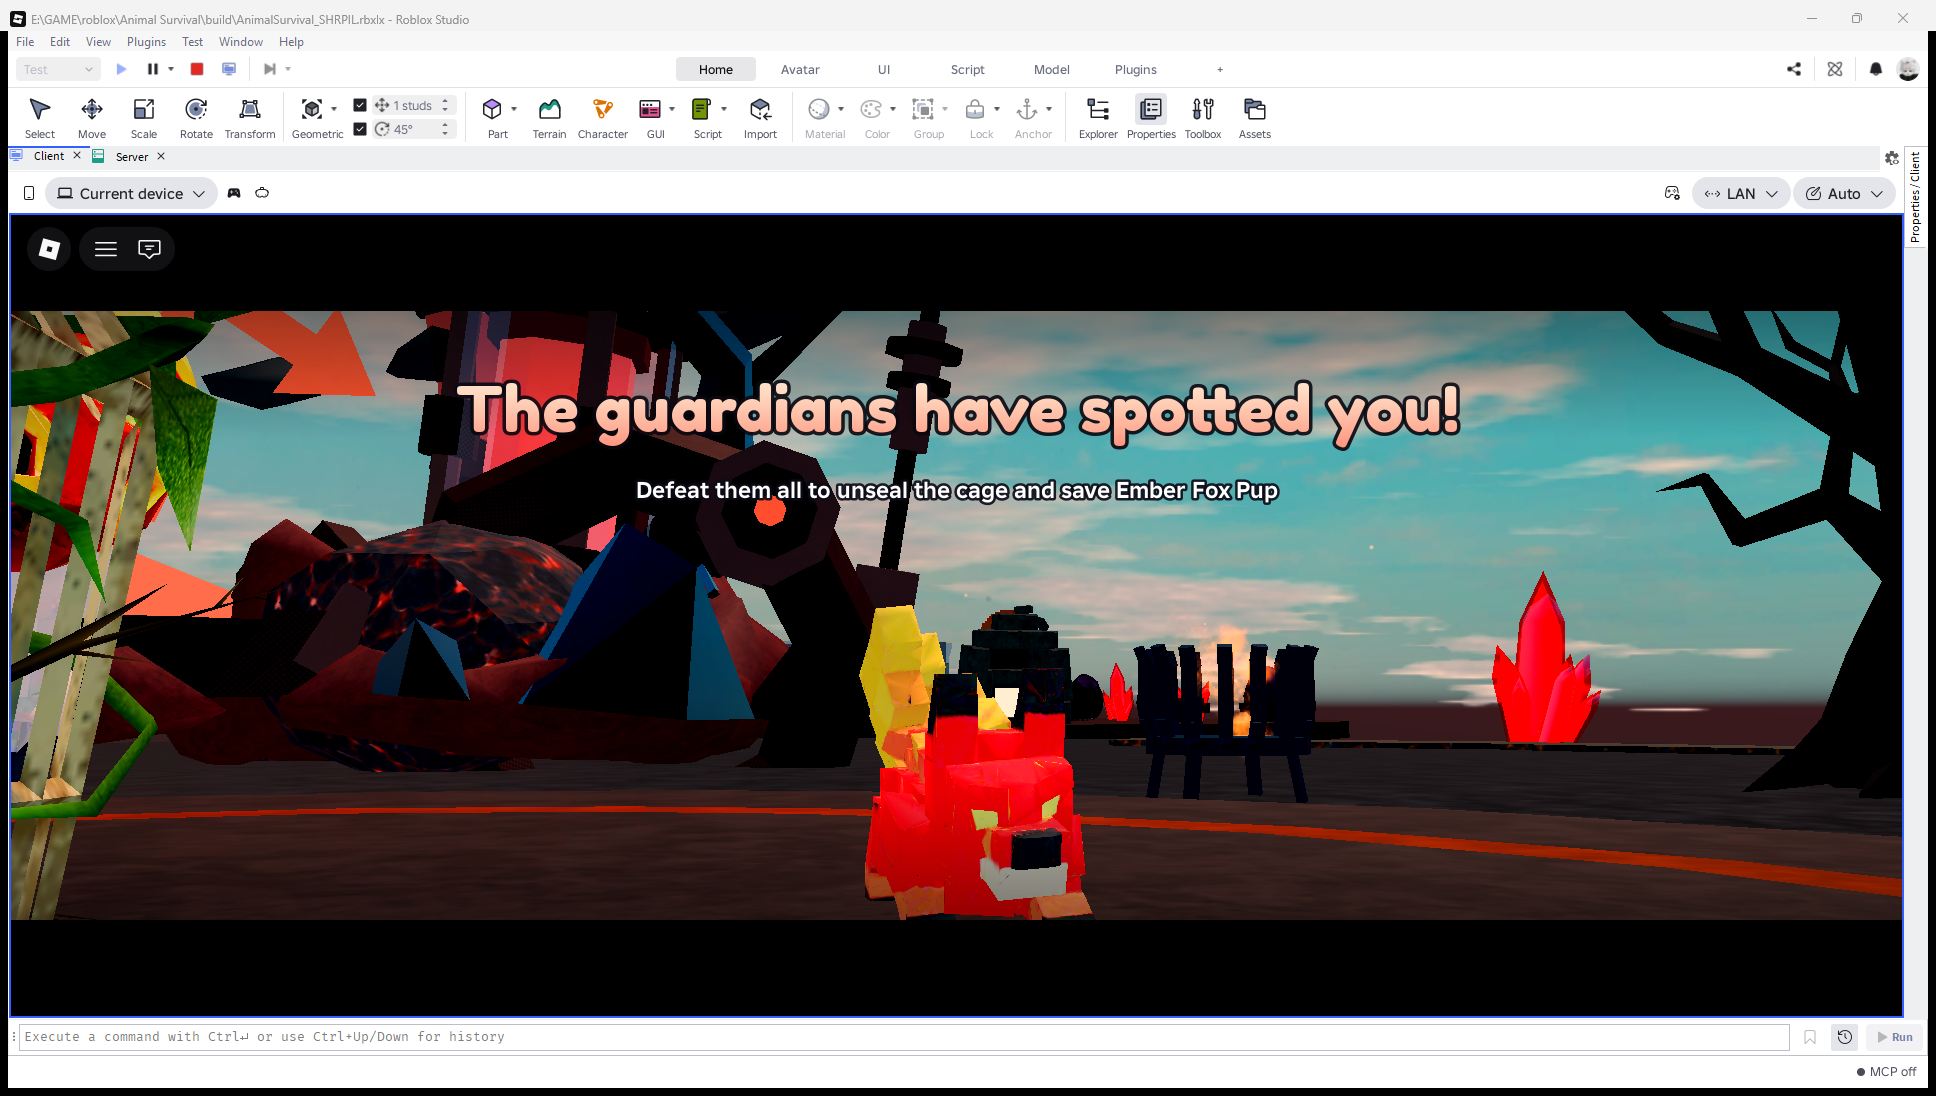 E:\GAME\roblox\Animal Survival\build\AnimalSurvival_SHRPIL.rbxlx - Roblox Studio
File Edit View Plugins Test Window Help
Test
Home Avatar UI Script Model Plugins +
1 studs
45°
Select Move Scale Rotate Transform Geometric Part Terrain Character GUI Script Import Material Color Group Lock Anchor Explorer Properties Toolbox Assets
Client Server
Properties / Client
Current device
LAN Auto
The guardians have spotted you!
Defeat them all to unseal the cage and save Ember Fox Pup
Execute a command with Ctrl↵ or use Ctrl+Up/Down for history
Run
MCP off